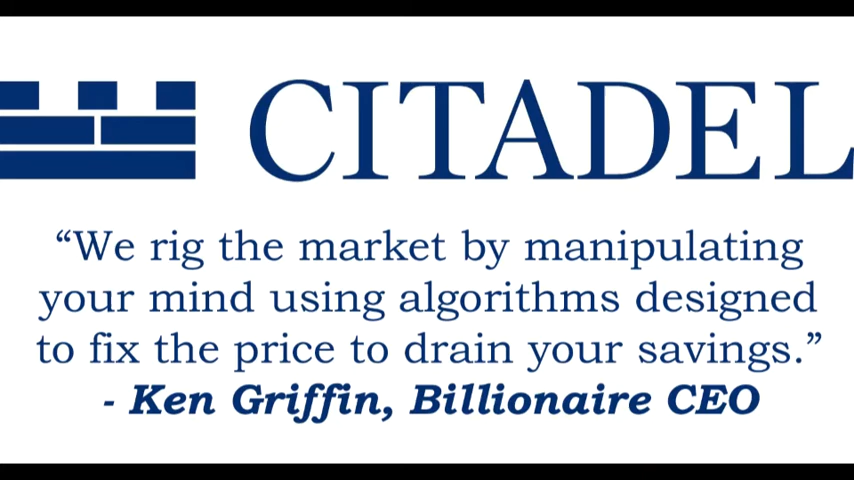 CITADEL
“We rig the market by manipulating
your mind using algorithms designed
to fix the price to drain your savings.”
- Ken Griffin, Billionaire CEO